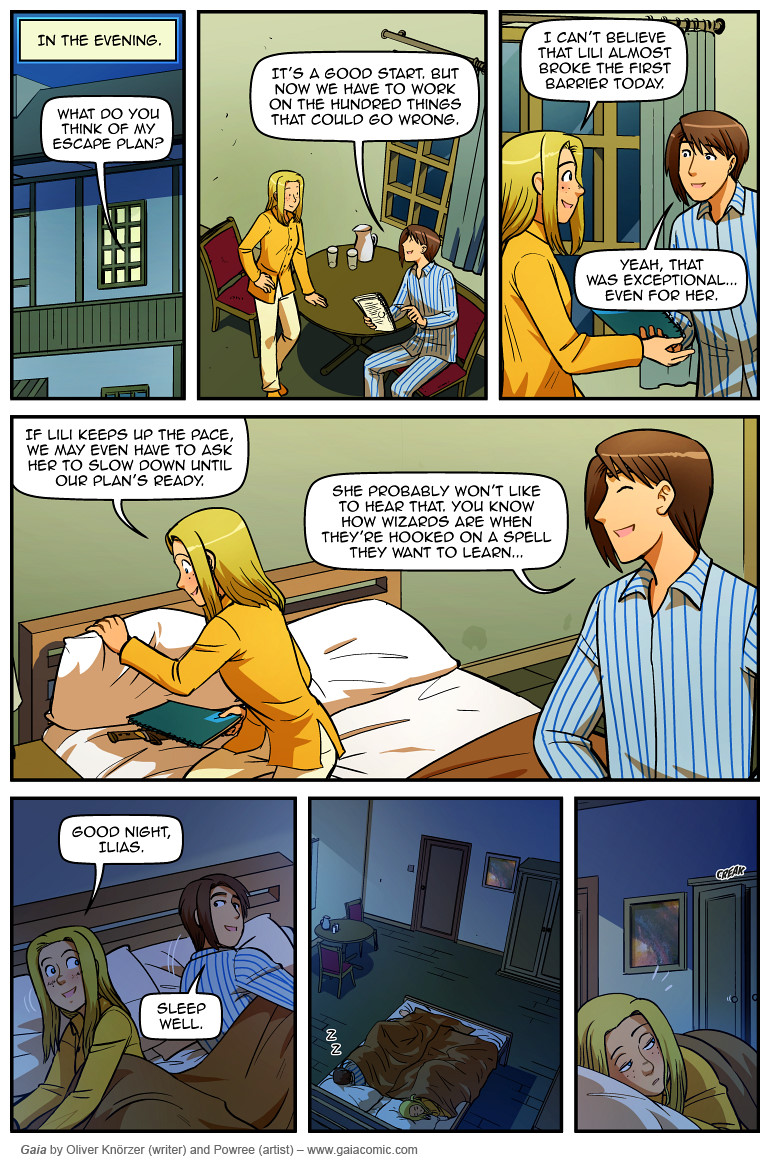 IN THE EVENING.
WHAT DO YOU
THINK OF MY
ESCAPE PLAN?
IT'S A GOOD START. BUT
NOW WE HAVE TO WORK
ON THE HUNDRED THINGS
THAT COULD GO WRONG.
I CAN'T BELIEVE
THAT LILI ALMOST
BROKE THE FIRST
BARRIER TODAY.
YEAH, THAT
WAS EXCEPTIONAL...
EVEN FOR HER.
IF LILI KEEPS UP THE PACE,
WE MAY EVEN HAVE TO ASK
HER TO SLOW DOWN UNTIL
OUR PLAN'S READY.
SHE PROBABLY WON'T LIKE
TO HEAR THAT. YOU KNOW
HOW WIZARDS ARE WHEN
THEY'RE HOOKED ON A SPELL
THEY WANT TO LEARN...
GOOD NIGHT,
ILIAS.
SLEEP
WELL.
Z
Z
CREAK
Gaia by Oliver Knörzer (writer) and Powree (artist) – www.gaiacomic.com